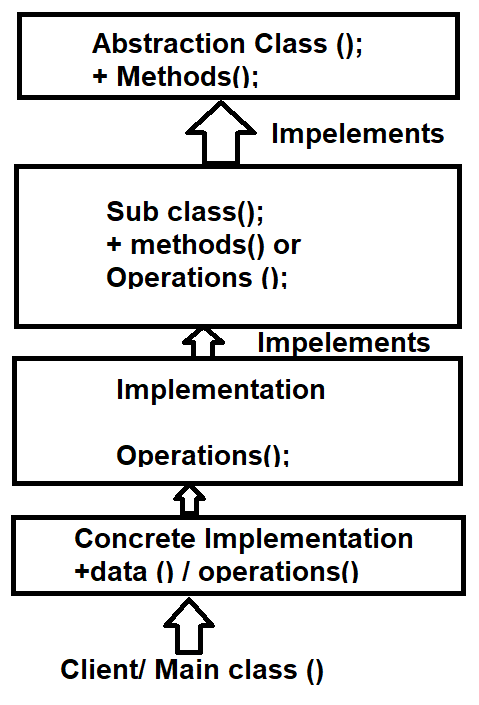 Abstraction Class ();
+ Methods();
Impelements
Sub class();
+ methods() or
Operations ();
Impelements
Implementation
Operations();
Concrete Implementation
+data () / operations()
Client/ Main class ()